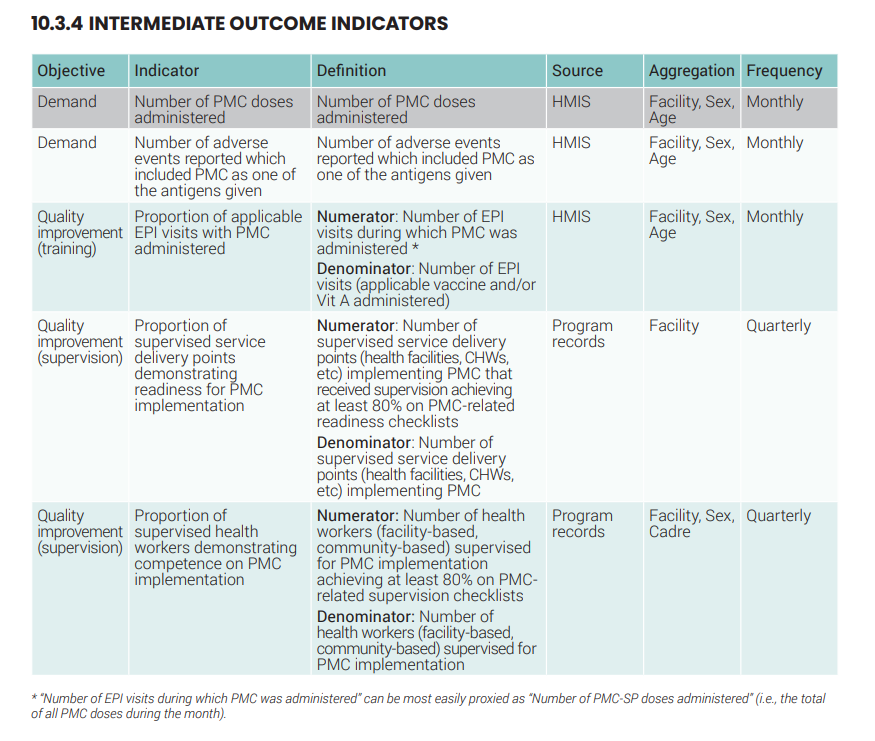 10.3.4 INTERMEDIATE OUTCOME INDICATORS
Objective
Indicator
Definition
Source
Aggregation
Frequency
Demand
Number of PMC doses
administered
Number of PMC doses
administered
HMIS
Facility, Sex,
Age
Monthly
Demand
Number of adverse
events reported which
included PMC as one of
the antigens given
Number of adverse events
reported which included PMC as
one of the antigens given
HMIS
Facility, Sex,
Age
Monthly
Quality
improvement
(training)
Proportion of applicable
EPI visits with PMC
administered
Numerator: Number of EPI
visits during which PMC was
administered *
Denominator: Number of EPI
visits (applicable vaccine and/or
Vit A administered)
HMIS
Facility, Sex,
Age
Monthly
Quality
improvement
(supervision)
Proportion of
supervised service
delivery points
demonstrating
readiness for PMC
implementation
Numerator: Number of
supervised service delivery
points (health facilities, CHWs,
etc) implementing PMC that
received supervision achieving
at least 80% on PMC-related
readiness checklists
Denominator: Number of
supervised service delivery
points (health facilities, CHWs,
etc) implementing PMC
Program
records
Facility
Quarterly
Quality
improvement
(supervision)
Proportion of
supervised health
workers demonstrating
competence on PMC
implementation
Numerator: Number of health
workers (facility-based,
community-based) supervised
for PMC implementation
achieving at least 80% on PMC-
related supervision checklists
Denominator: Number of
health workers (facility-based,
community-based) supervised for
PMC implementation
Program
records
Facility, Sex,
Cadre
Quarterly
* “Number of EPI visits during which PMC was administered” can be most easily proxied as “Number of PMC-SP doses administered” (i.e., the total
of all PMC doses during the month).